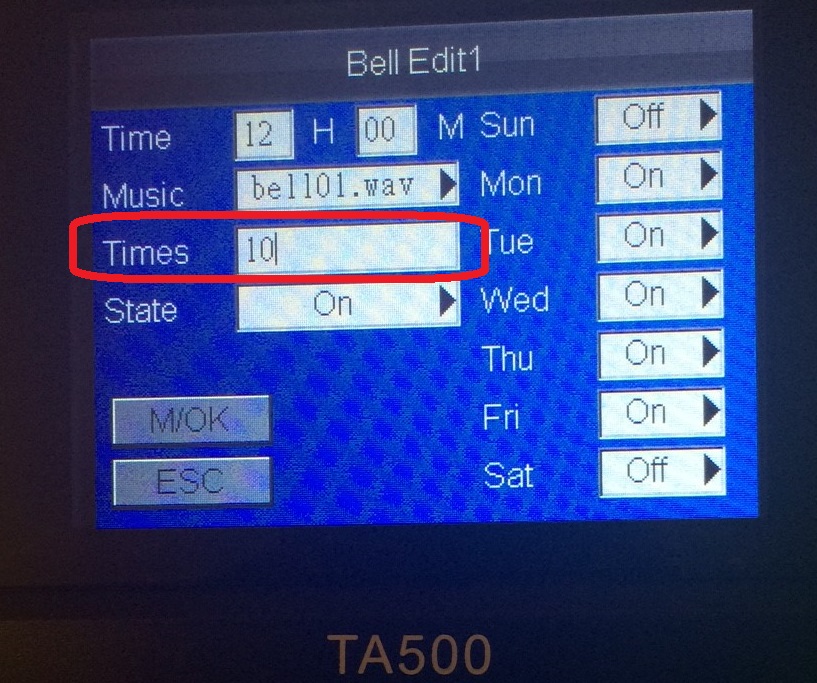 Bell Edit1
Time 12 H 00 M Sun Off
Music bell01.wav Mon On
Times 10 Tue On
State On Wed On
Thu On
M/OK Fri On
ESC Sat Off
TA500